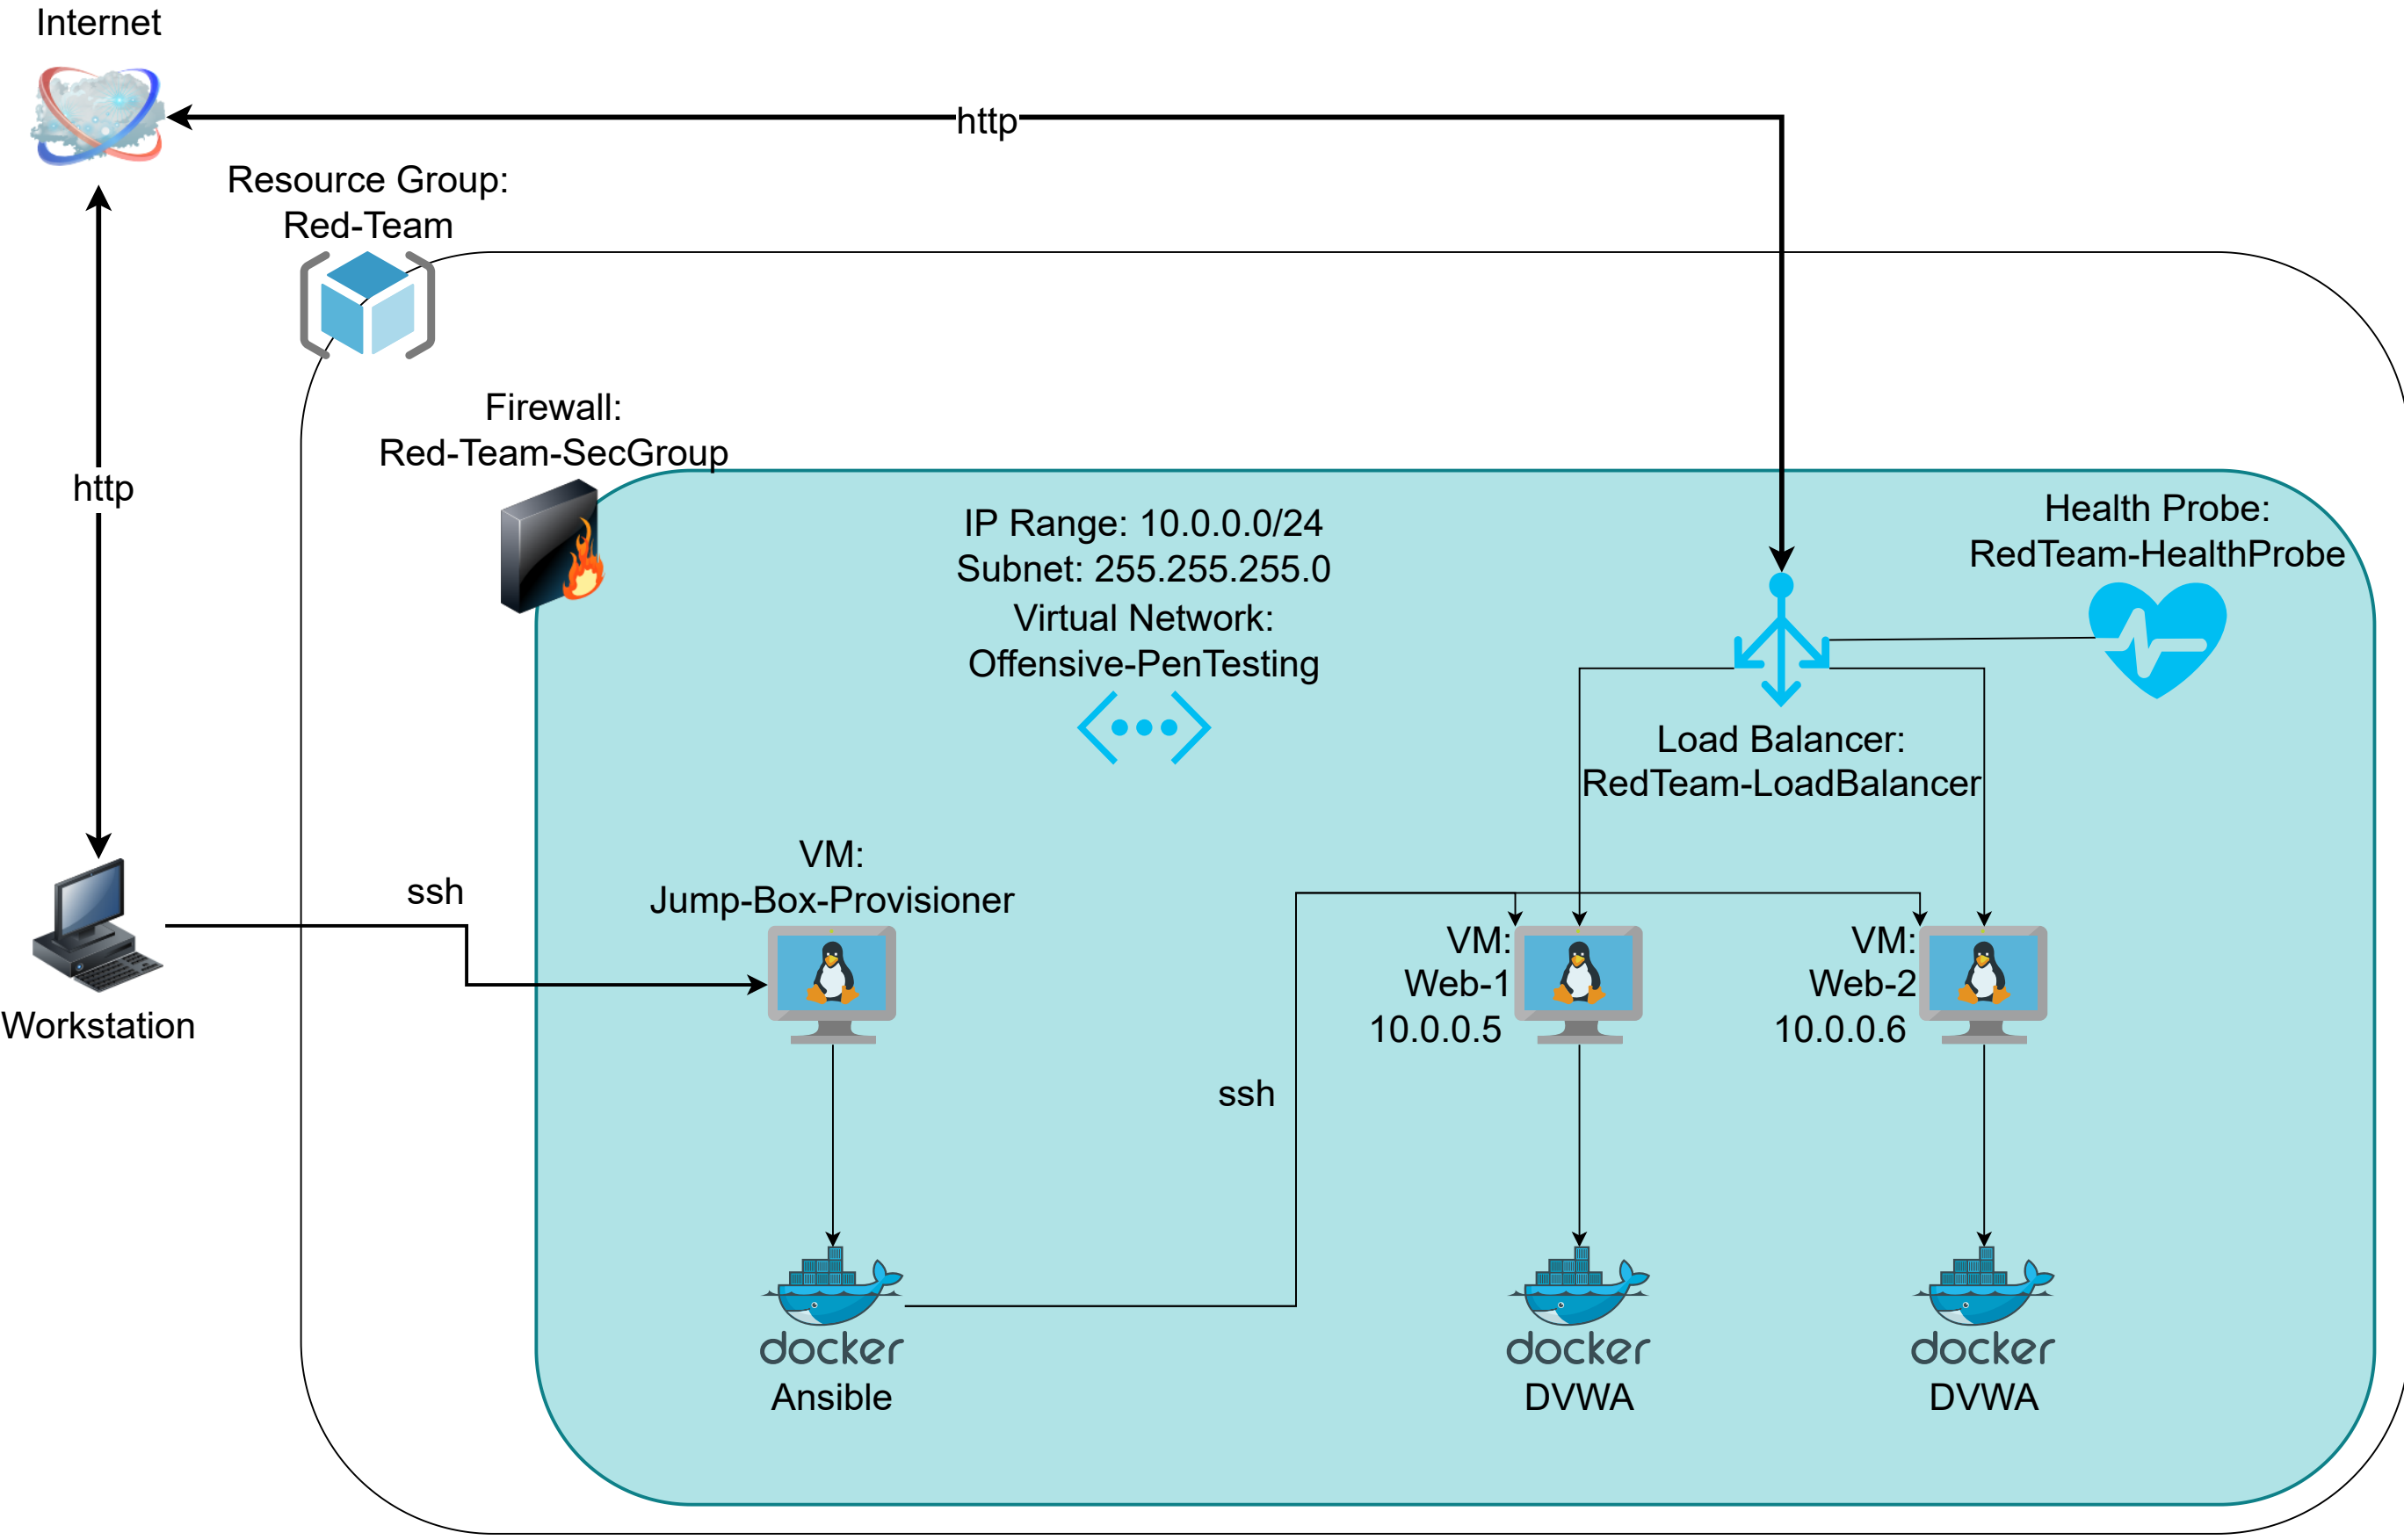 Internet
http
Resource Group:
Red-Team
Firewall:
Red-Team-SecGroup
http
IP Range: 10.0.0.0/24
Subnet: 255.255.255.0
Virtual Network:
Offensive-PenTesting
Health Probe:
RedTeam-HealthProbe
Load Balancer:
RedTeam-LoadBalancer
ssh
Workstation
VM:
Jump-Box-Provisioner
VM:
Web-1
10.0.0.5
VM:
Web-2
10.0.0.6
ssh
docker
Ansible
docker
DVWA
docker
DVWA